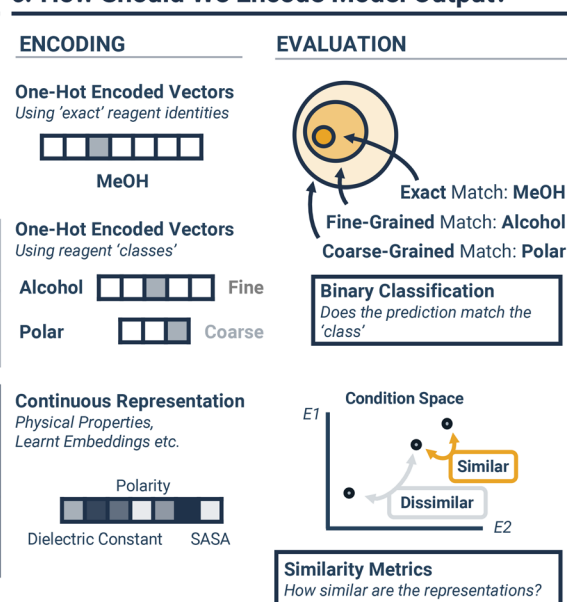 ENCODING
One-Hot Encoded Vectors
Using 'exact' reagent identities
MeOH
One-Hot Encoded Vectors
Using reagent 'classes'
Alcohol
Fine
Polar
Coarse
Continuous Representation
Physical Properties,
Learnt Embeddings etc.
Polarity
Dielectric Constant
SASA
EVALUATION
Exact Match: MeOH
Fine-Grained Match: Alcohol
Coarse-Grained Match: Polar
Binary Classification
Does the prediction match the
'class'
Condition Space
E1
Similar
Dissimilar
E2
Similarity Metrics
How similar are the representations?